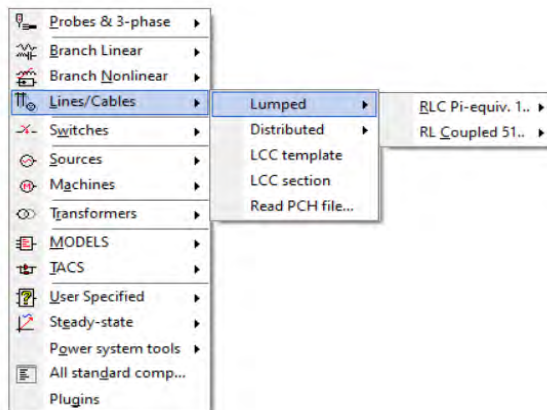 Probes & 3-phase
Branch Linear
Branch Nonlinear
Lines/Cables
Switches
Sources
Machines
Transformers
MODELS
TACS
User Specified
Steady-state
Power system tools
All standard comp...
Plugins
Lumped
Distributed
LCC template
LCC section
Read PCH file...
RLC Pi-equiv. 1..
RL Coupled 51..